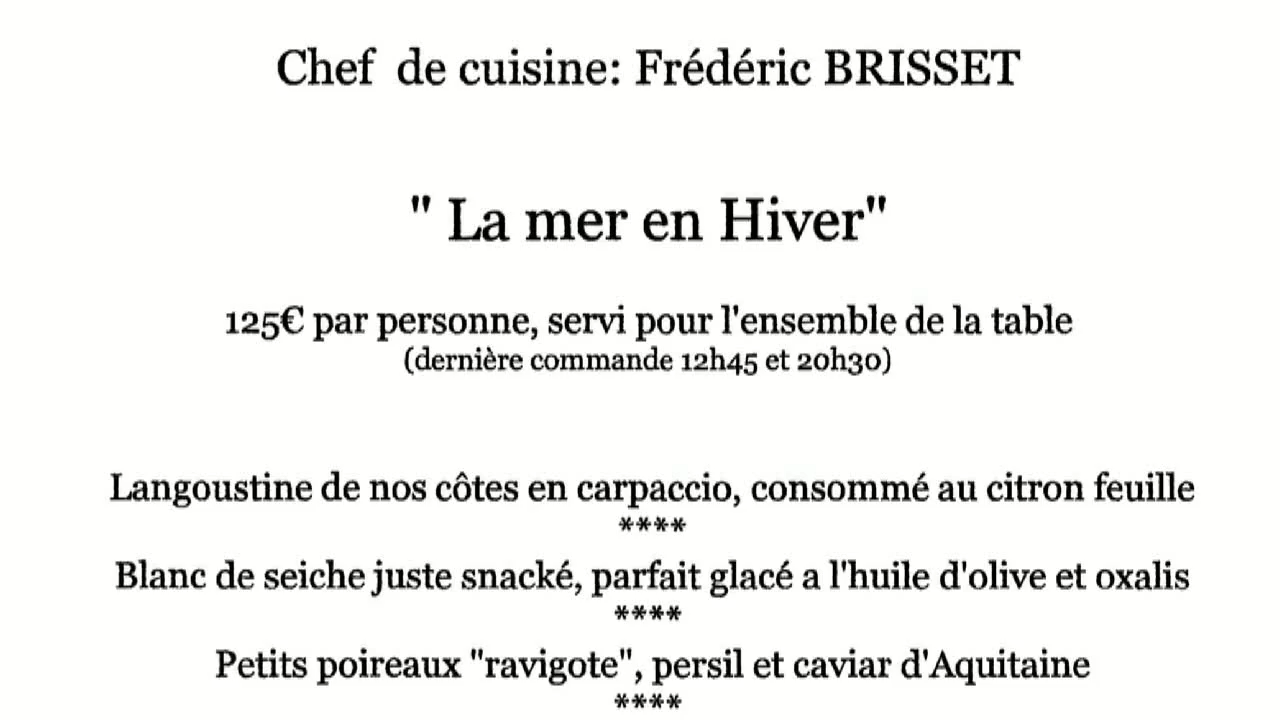 Chef de cuisine: Frédéric BRISSET
" La mer en Hiver"
125€ par personne, servi pour l'ensemble de la table
(dernière commande 12h45 et 20h30)
Langoustine de nos côtes en carpaccio, consommé au citron feuille
****
Blanc de seiche juste snacké, parfait glacé a l'huile d'olive et oxalis
****
Petits poireaux "ravigote", persil et caviar d'Aquitaine
****